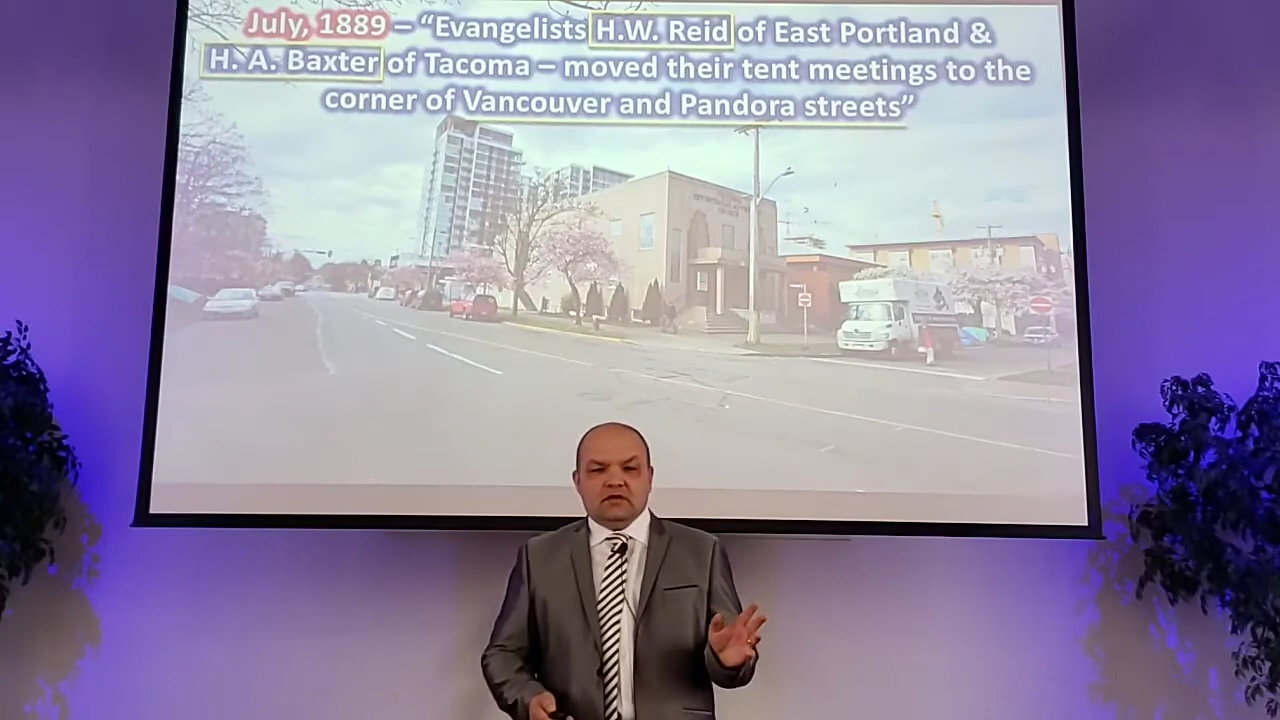 July, 1889 – “Evangelists H.W. Reid of East Portland &
H. A. Baxter of Tacoma – moved their tent meetings to the
corner of Vancouver and Pandora streets”